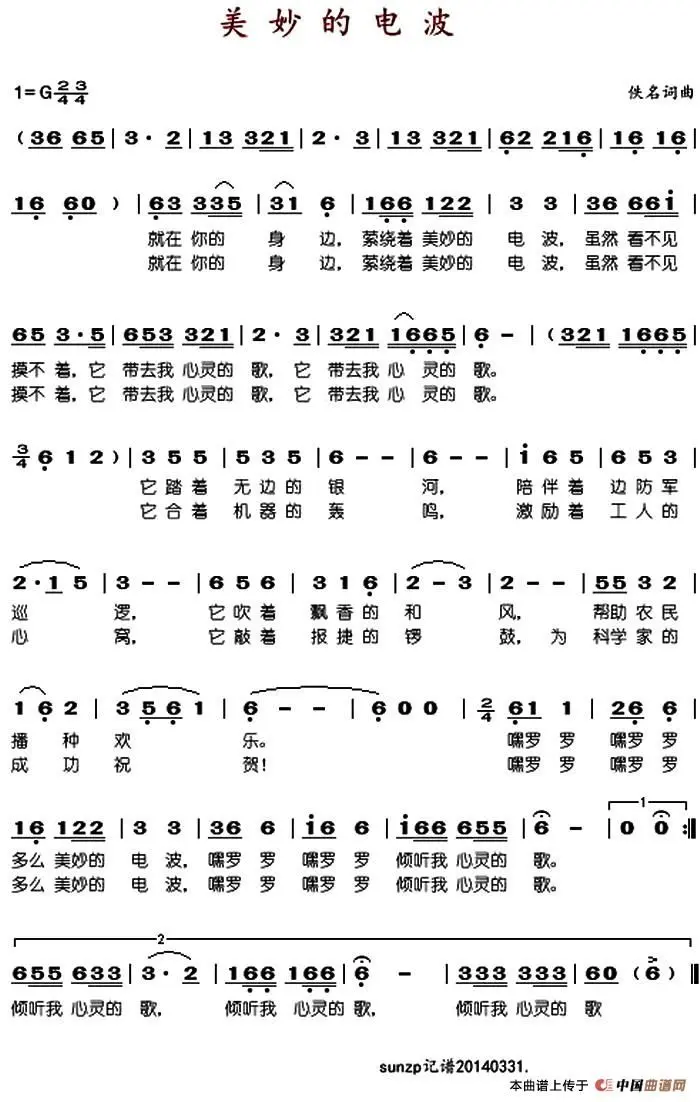 美妙的电波
1=G 2/4 3/4 佚名词曲
(36 65 | 3· 2 | 13 321 | 2· 3 | 13 321 | 62 216 | 16 16 |
16 60 ) | 63 335 | 31 6 | 166 122 | 3 3 | 36 661 |
就在 你的 身 边, 萦绕着 美妙的 电 波, 虽然 看不见
就在 你的 身 边, 萦绕着 美妙的 电 波, 虽然 看不见
65 3·5 | 653 321 | 2· 3 | 321 1665 | 6 - | (321 1665 |
摸不 着,它 带去我 心灵的 歌, 它 带去我 心 灵的 歌。
摸不 着,它 带去我 心灵的 歌, 它 带去我 心 灵的 歌。
3/4 6 1 2 ) | 3 5 5 | 5 3 5 | 6 - - | 6 - - | 1 6 5 | 6 5 3 |
它 踏 着 无 边 的 银 河, 陪 伴 着 边 防 军
它 合 着 机 器 的 轰 鸣, 激 励 着 工 人 的
2·1 5 | 3 - - | 6 5 6 | 3 1 6 | 2 - 3 | 2 - - | 55 3 2 |
巡 逻, 它 吹 着 飘 香 的 和 风, 帮助 农 民
心 窝, 它 敲 着 报 捷 的 锣 鼓, 为 科学 家 的
1 6 2 | 3 5 6 1 | 6 - - | 6 0 0 | 2/4 61 1 | 26 6 |
播 种 欢 乐。 嘿罗 罗 嘿罗 罗
成 功 祝 贺! 嘿罗 罗 嘿罗 罗
1
16 122 | 3 3 | 36 6 | 16 6 | 166 655 | 6 - | 0 0 :||
多么 美妙的 电 波, 嘿罗 罗 嘿罗 罗 倾听我 心灵的 歌。
多么 美妙的 电 波, 嘿罗 罗 嘿罗 罗 倾听我 心灵的 歌。
2
655 633 | 3· 2 | 166 166 | 6 - | 333 333 | 60 (6) ||
倾听我 心灵的 歌, 倾听我 心灵的 歌, 倾听我 心灵的 歌
sunzp记谱20140331.
本曲谱上传于 中国曲谱网